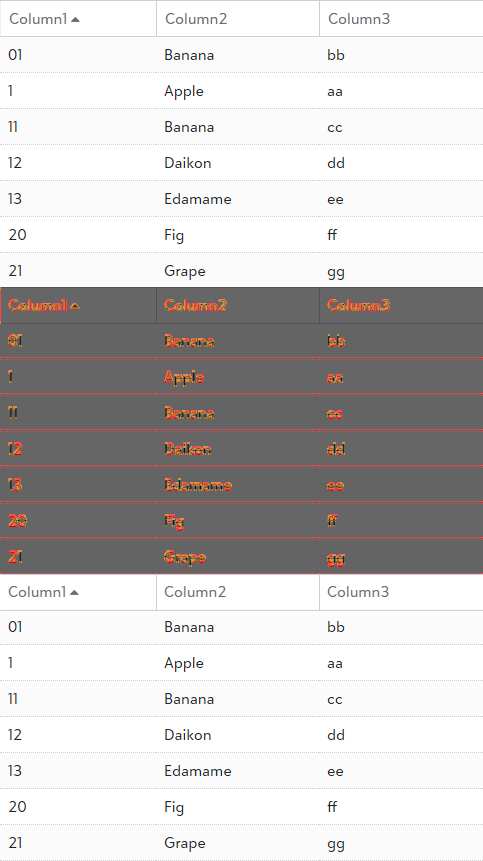 Column1 Column2 Column3
01 Banana bb
1 Apple aa
11 Banana cc
12 Daikon dd
13 Edamame ee
20 Fig ff
21 Grape gg
Column1 Column2 Column3
01 Banana bb
1 Apple aa
11 Banana cc
12 Daikon dd
13 Edamame ee
20 Fig ff
21 Grape gg
Column1 Column2 Column3
01 Banana bb
1 Apple aa
11 Banana cc
12 Daikon dd
13 Edamame ee
20 Fig ff
21 Grape gg